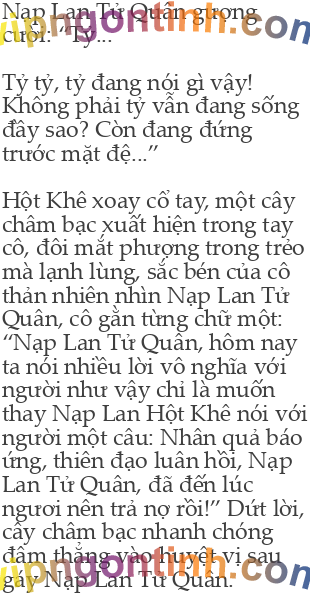 Nạp Lan Tử Quân gượng
cười: “Tỷ...
Tỷ tỷ, tỷ đang nói gì vậy!
Không phải tỷ vẫn đang sống
đây sao? Còn đang đứng
trước mặt đệ...”
Hột Khê xoay cổ tay, một cây
châm bạc xuất hiện trong tay
cô, đôi mắt phượng trong trẻo
mà lạnh lùng, sắc bén của cô
thản nhiên nhìn Nạp Lan Tử
Quân, cô gằn từng chữ một:
“Nạp Lan Tử Quân, hôm nay
ta nói nhiều lời vô nghĩa với
ngươi như vậy chỉ là muốn
thay Nạp Lan Hột Khê nói với
ngươi một câu: Nhân quả báo
ứng, thiên đạo luân hồi, Nạp
Lan Tử Quân, đã đến lúc
ngươi nên trả nợ rồi!” Dứt lời,
cây châm bạc nhanh chóng
đâm thẳng vào huyệt vị sau
gáy Nạp Lan Tử Quân.
vipngontinh.com
vipngontinh.com